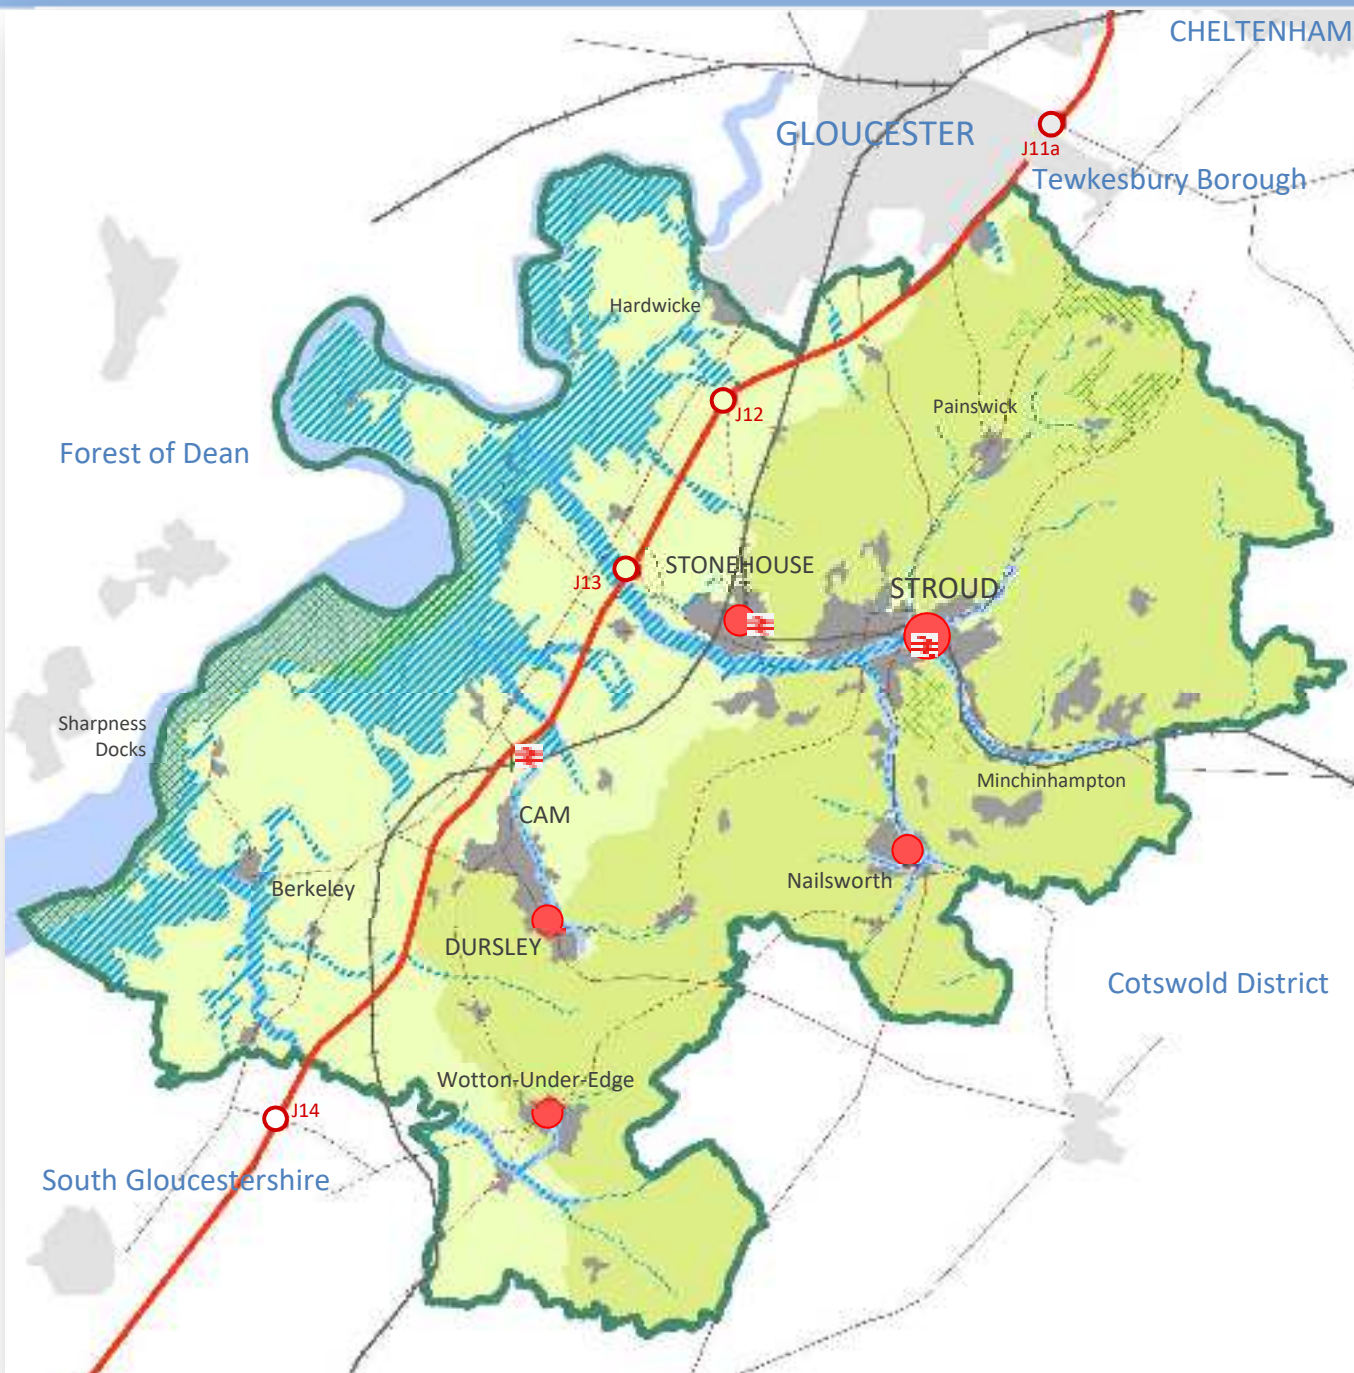 CHELTENHAM
GLOUCESTER
J11a
Tewkesbury Borough
Hardwicke
J12
Painswick
Forest of Dean
STONEHOUSE
J13
STROUD
Sharpness
Docks
Minchinhampton
CAM
Nailsworth
Berkeley
DURSLEY
Cotswold District
Wotton-Under-Edge
J14
South Gloucestershire